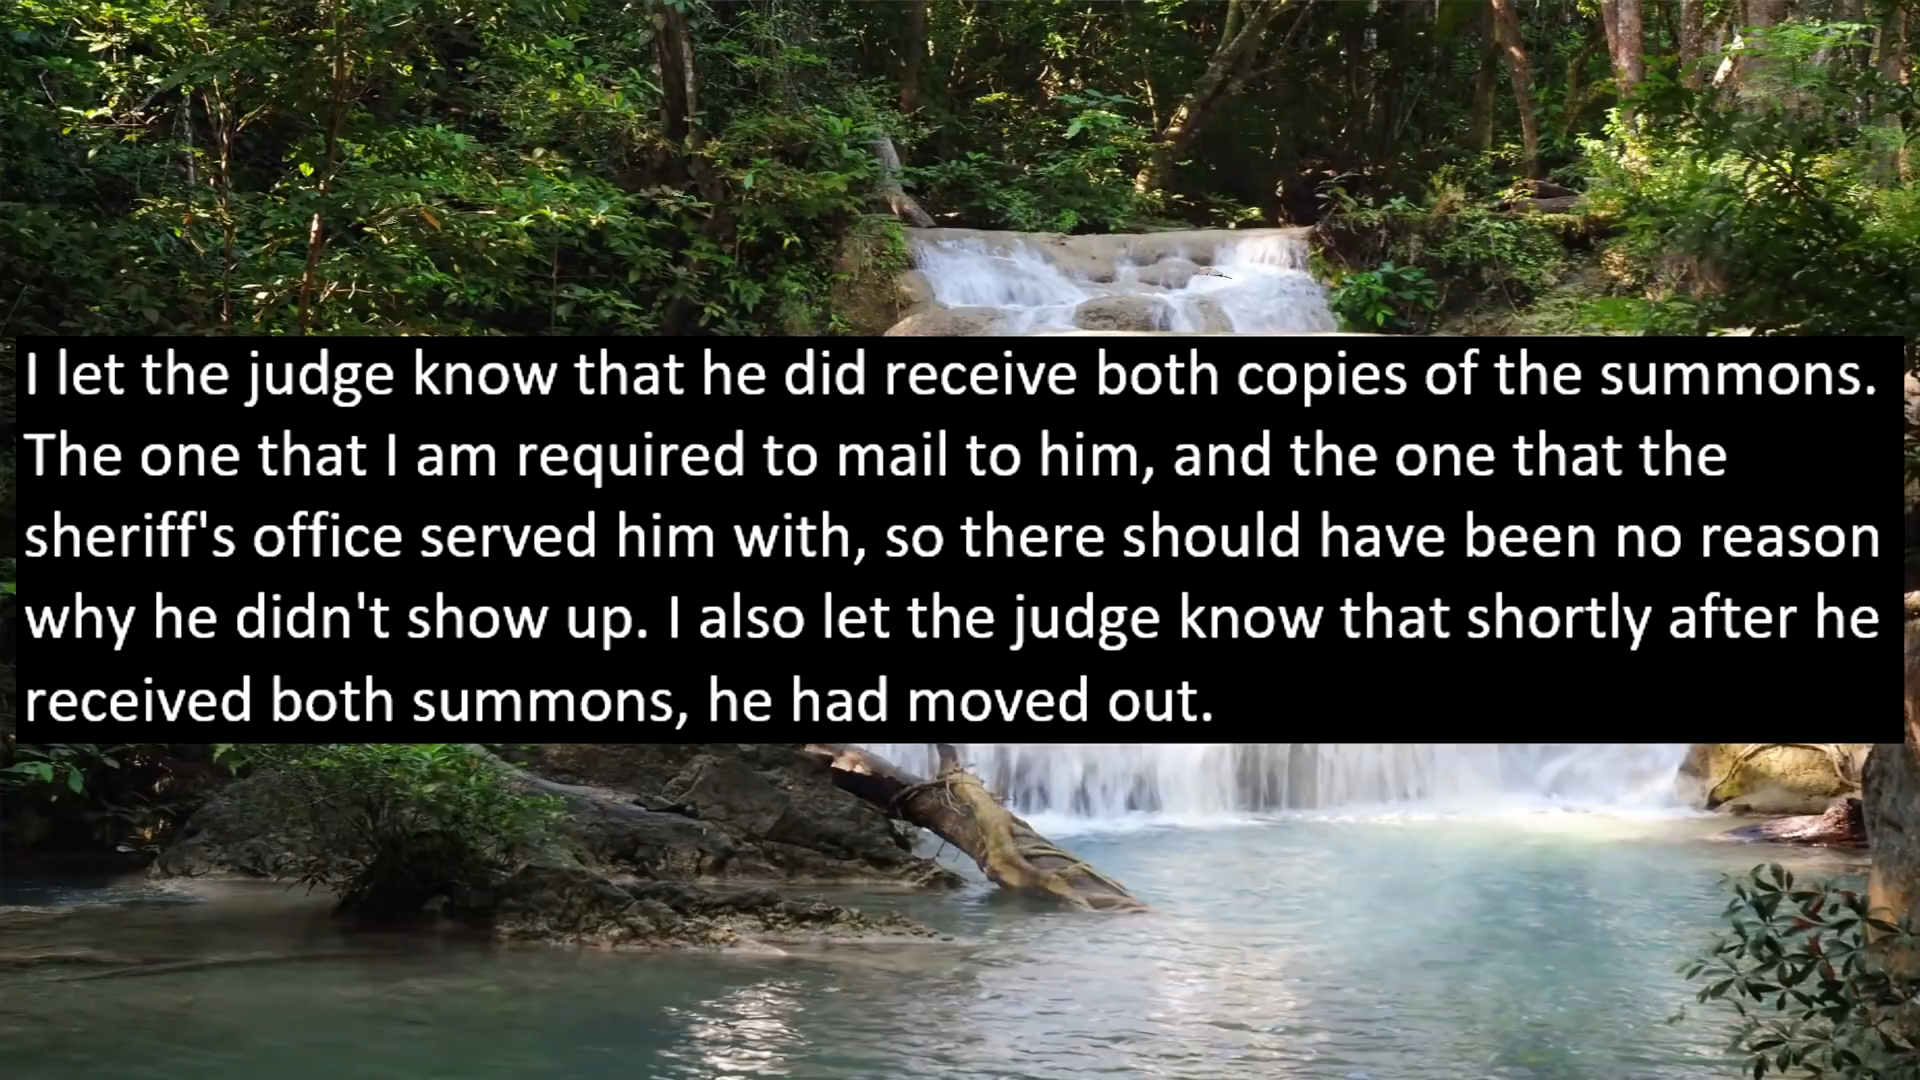 I let the judge know that he did receive both copies of the summons.
The one that I am required to mail to him, and the one that the
sheriff's office served him with, so there should have been no reason
why he didn't show up. I also let the judge know that shortly after he
received both summons, he had moved out.